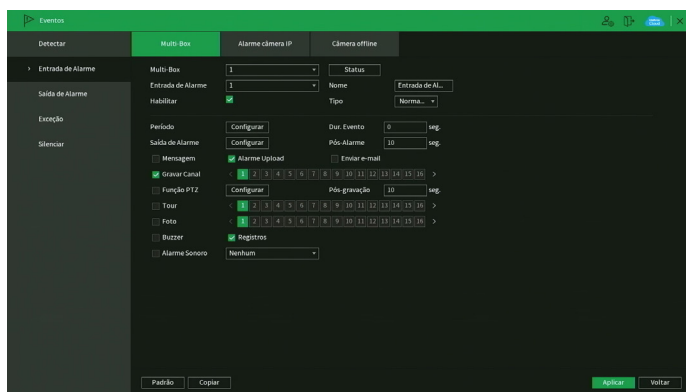 Eventos
Detectar
Multi-Box
Alarme câmera IP
Câmera offline
Entrada de Alarme
Saída de Alarme
Exceção
Silenciar
Multi-Box 1 Status
Entrada de Alarme 1 Nome Entrada de Al...
Habilitar Tipo Norma...
Período Configurar Dur. Evento 0 seg.
Saída de Alarme Configurar Pós-Alarme 10 seg.
Mensagem Alarme Upload Enviar e-mail
Gravar Canal < 1 2 3 4 5 6 7 8 9 10 11 12 13 14 15 16 >
Função PTZ Configurar Pós-gravação 10 seg.
Tour < 1 2 3 4 5 6 7 8 9 10 11 12 13 14 15 16 >
Foto < 1 2 3 4 5 6 7 8 9 10 11 12 13 14 15 16 >
Buzzer Registros
Alarme Sonoro Nenhum
Padrão Copiar Aplicar Voltar